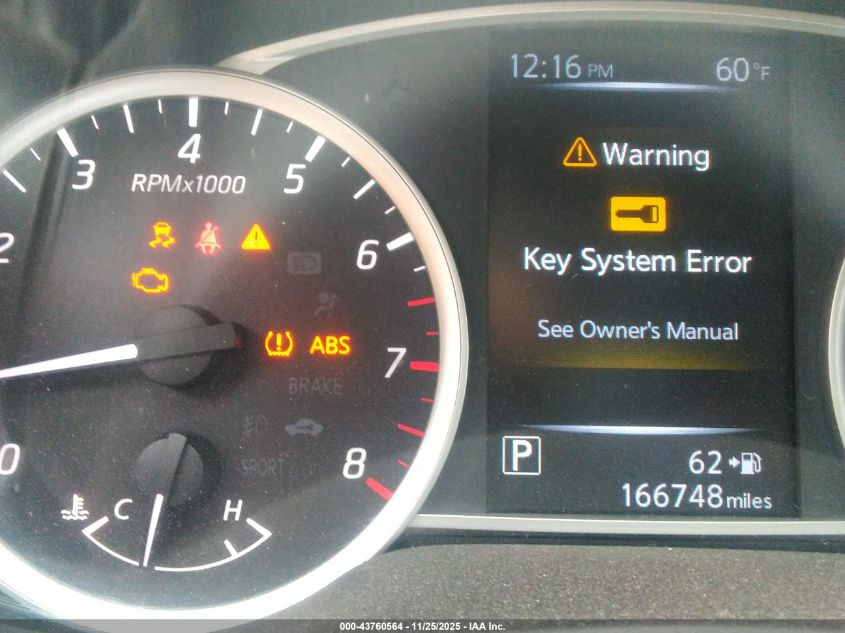 12:16 PM 60°F
Warning
Key System Error
See Owner's Manual
P 62
166748 miles
0 2 3 4 5 6 7 8
RPMx1000
ABS
BRAKE
SPORT
C H
000-43760564 - 11/25/2025 - IAA Inc.